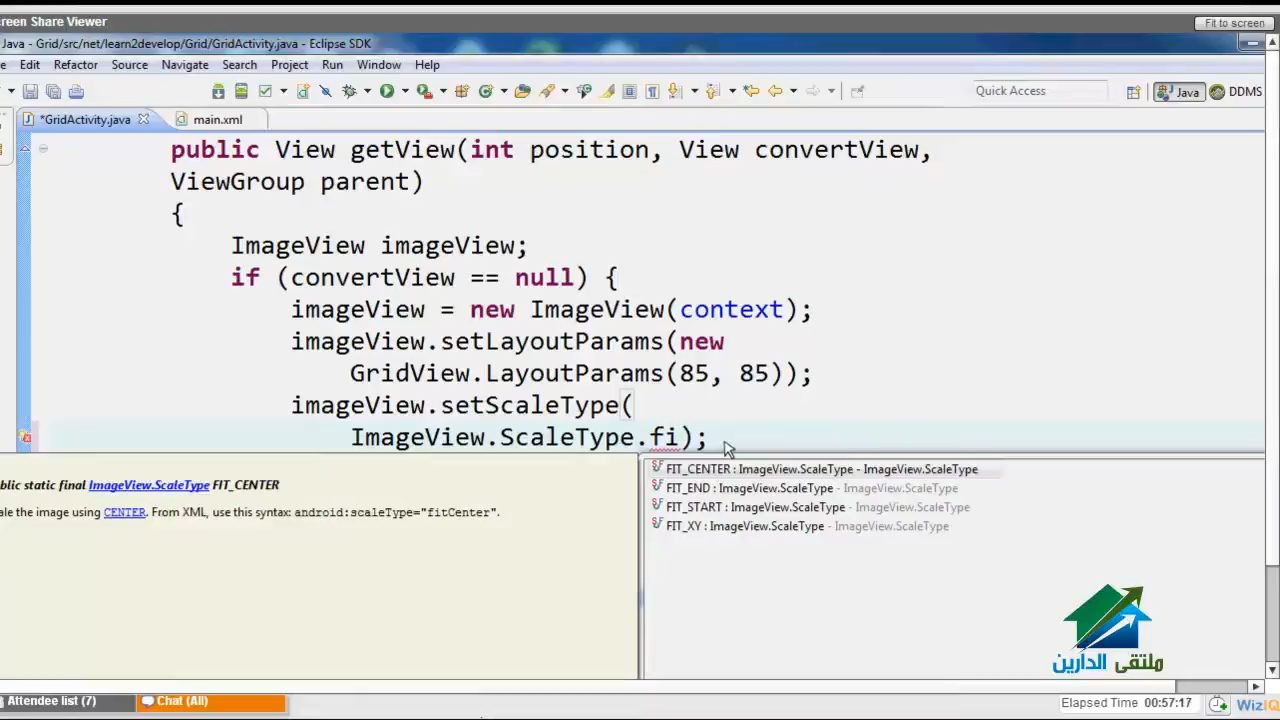 reen Share Viewer
Fit to screen
Java - Grid/src/net/learn2develop/Grid/GridActivity.java - Eclipse SDK
e Edit Refactor Source Navigate Search Project Run Window Help
Quick Access
Java
DDMS
*GridActivity.java
main.xml
public View getView(int position, View convertView,
ViewGroup parent)
{
ImageView imageView;
if (convertView == null) {
imageView = new ImageView(context);
imageView.setLayoutParams(new
GridView.LayoutParams(85, 85));
imageView.setScaleType(
ImageView.ScaleType.fi);
blic static final ImageView.ScaleType FIT_CENTER
ale the image using CENTER. From XML, use this syntax: android:scaleType="fitCenter".
FIT_CENTER : ImageView.ScaleType - ImageView.ScaleType
FIT_END : ImageView.ScaleType - ImageView.ScaleType
FIT_START : ImageView.ScaleType - ImageView.ScaleType
FIT_XY : ImageView.ScaleType - ImageView.ScaleType
ملتقى الدارين
Attendee list (7)
Chat (All)
Elapsed Time 00:57:17
WizIQ